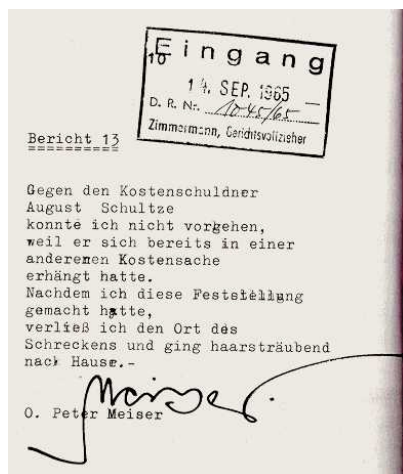 Eingang
10
14. SEP. 1965
D. R. Nr. 1045/65
Zimmermann, Gerichtsvollzieher
Bericht 13
Gegen den Kostenschuldner
August Schultze
konnte ich nicht vorgehen,
weil er sich bereits in einer
anderenen Kostensache
erhängt hatte.
Nachdem ich diese Feststellung
gemacht hatte,
verließ ich den Ort des
Schreckens und ging haarsträubend
nach Hause.-
Meiser.
O. Peter Meiser